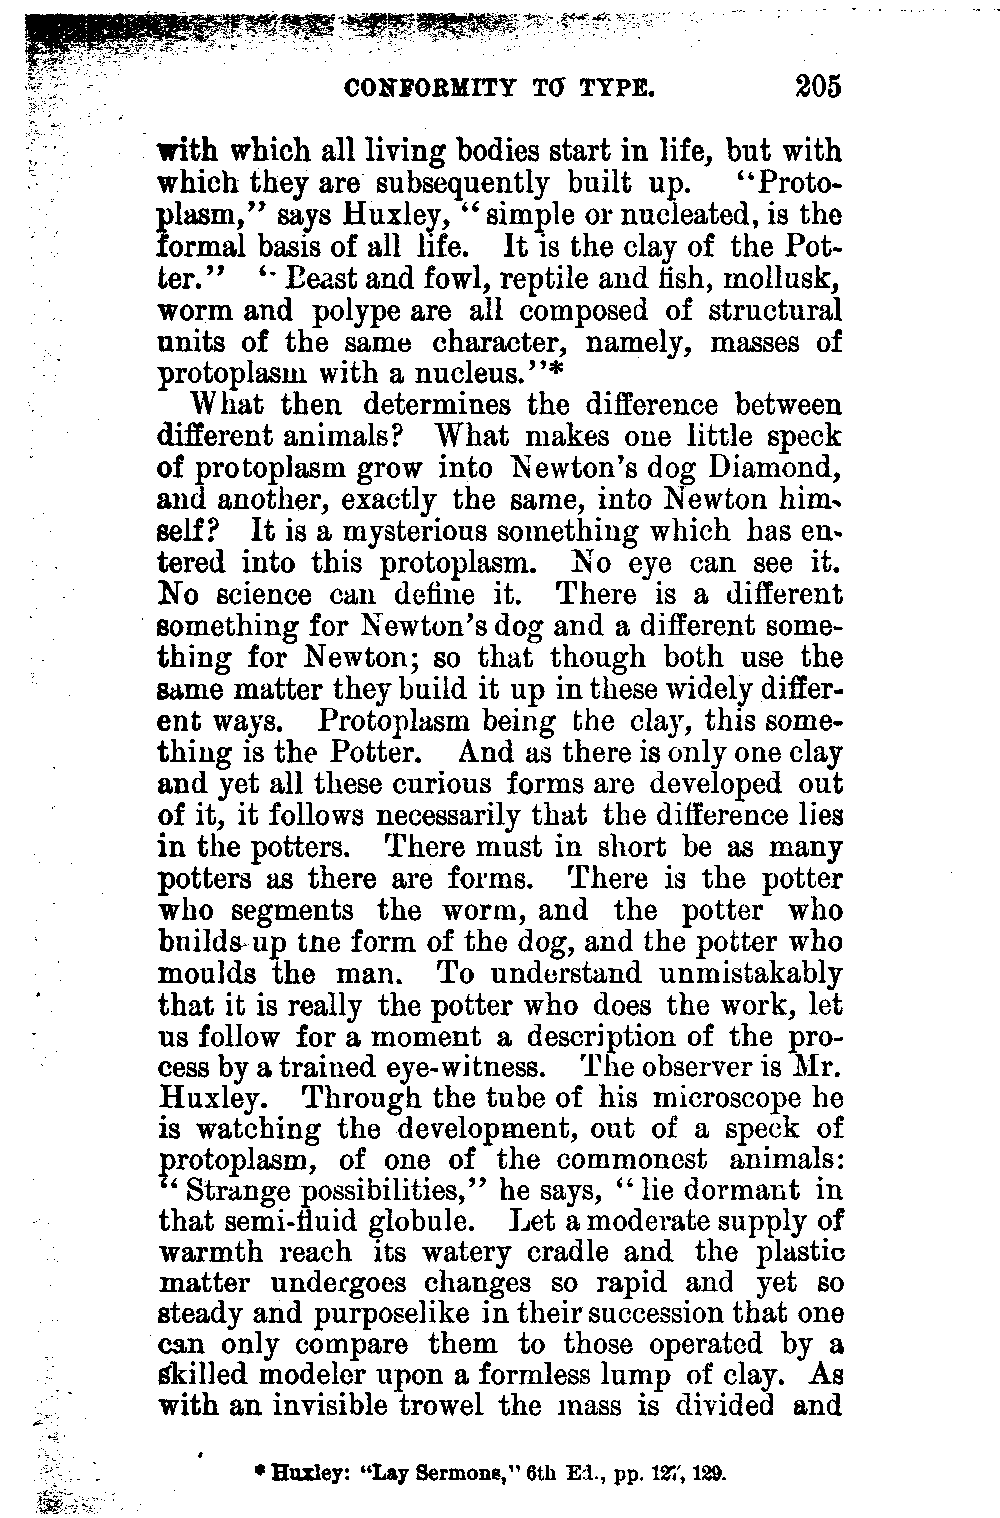 CONFORMITY TO TYPE. 205
with which all living bodies start in life, but with
which they are subsequently built up. "Proto-
plasm," says Huxley, "simple or nucleated, is the
formal basis of all life. It is the clay of the Pot-
ter." "Beast and fowl, reptile and fish, mollusk,
worm and polype are all composed of structural
units of the same character, namely, masses of
protoplasm with a nucleus."*
What then determines the difference between
different animals? What makes one little speck
of protoplasm grow into Newton's dog Diamond,
and another, exactly the same, into Newton him-
self? It is a mysterious something which has en-
tered into this protoplasm. No eye can see it.
No science can define it. There is a different
something for Newton's dog and a different some-
thing for Newton; so that though both use the
same matter they build it up in these widely differ-
ent ways. Protoplasm being the clay, this some-
thing is the Potter. And as there is only one clay
and yet all these curious forms are developed out
of it, it follows necessarily that the difference lies
in the potters. There must in short be as many
potters as there are forms. There is the potter
who segments the worm, and the potter who
builds up the form of the dog, and the potter who
moulds the man. To understand unmistakably
that it is really the potter who does the work, let
us follow for a moment a description of the pro-
cess by a trained eye-witness. The observer is Mr.
Huxley. Through the tube of his microscope he
is watching the development, out of a speck of
protoplasm, of one of the commonest animals:
"Strange possibilities," he says, "lie dormant in
that semi-fluid globule. Let a moderate supply of
warmth reach its watery cradle and the plastic
matter undergoes changes so rapid and yet so
steady and purposelike in their succession that one
can only compare them to those operated by a
skilled modeler upon a formless lump of clay. As
with an invisible trowel the mass is divided and
* Huxley: "Lay Sermons," 6th Ed., pp. 127, 129.